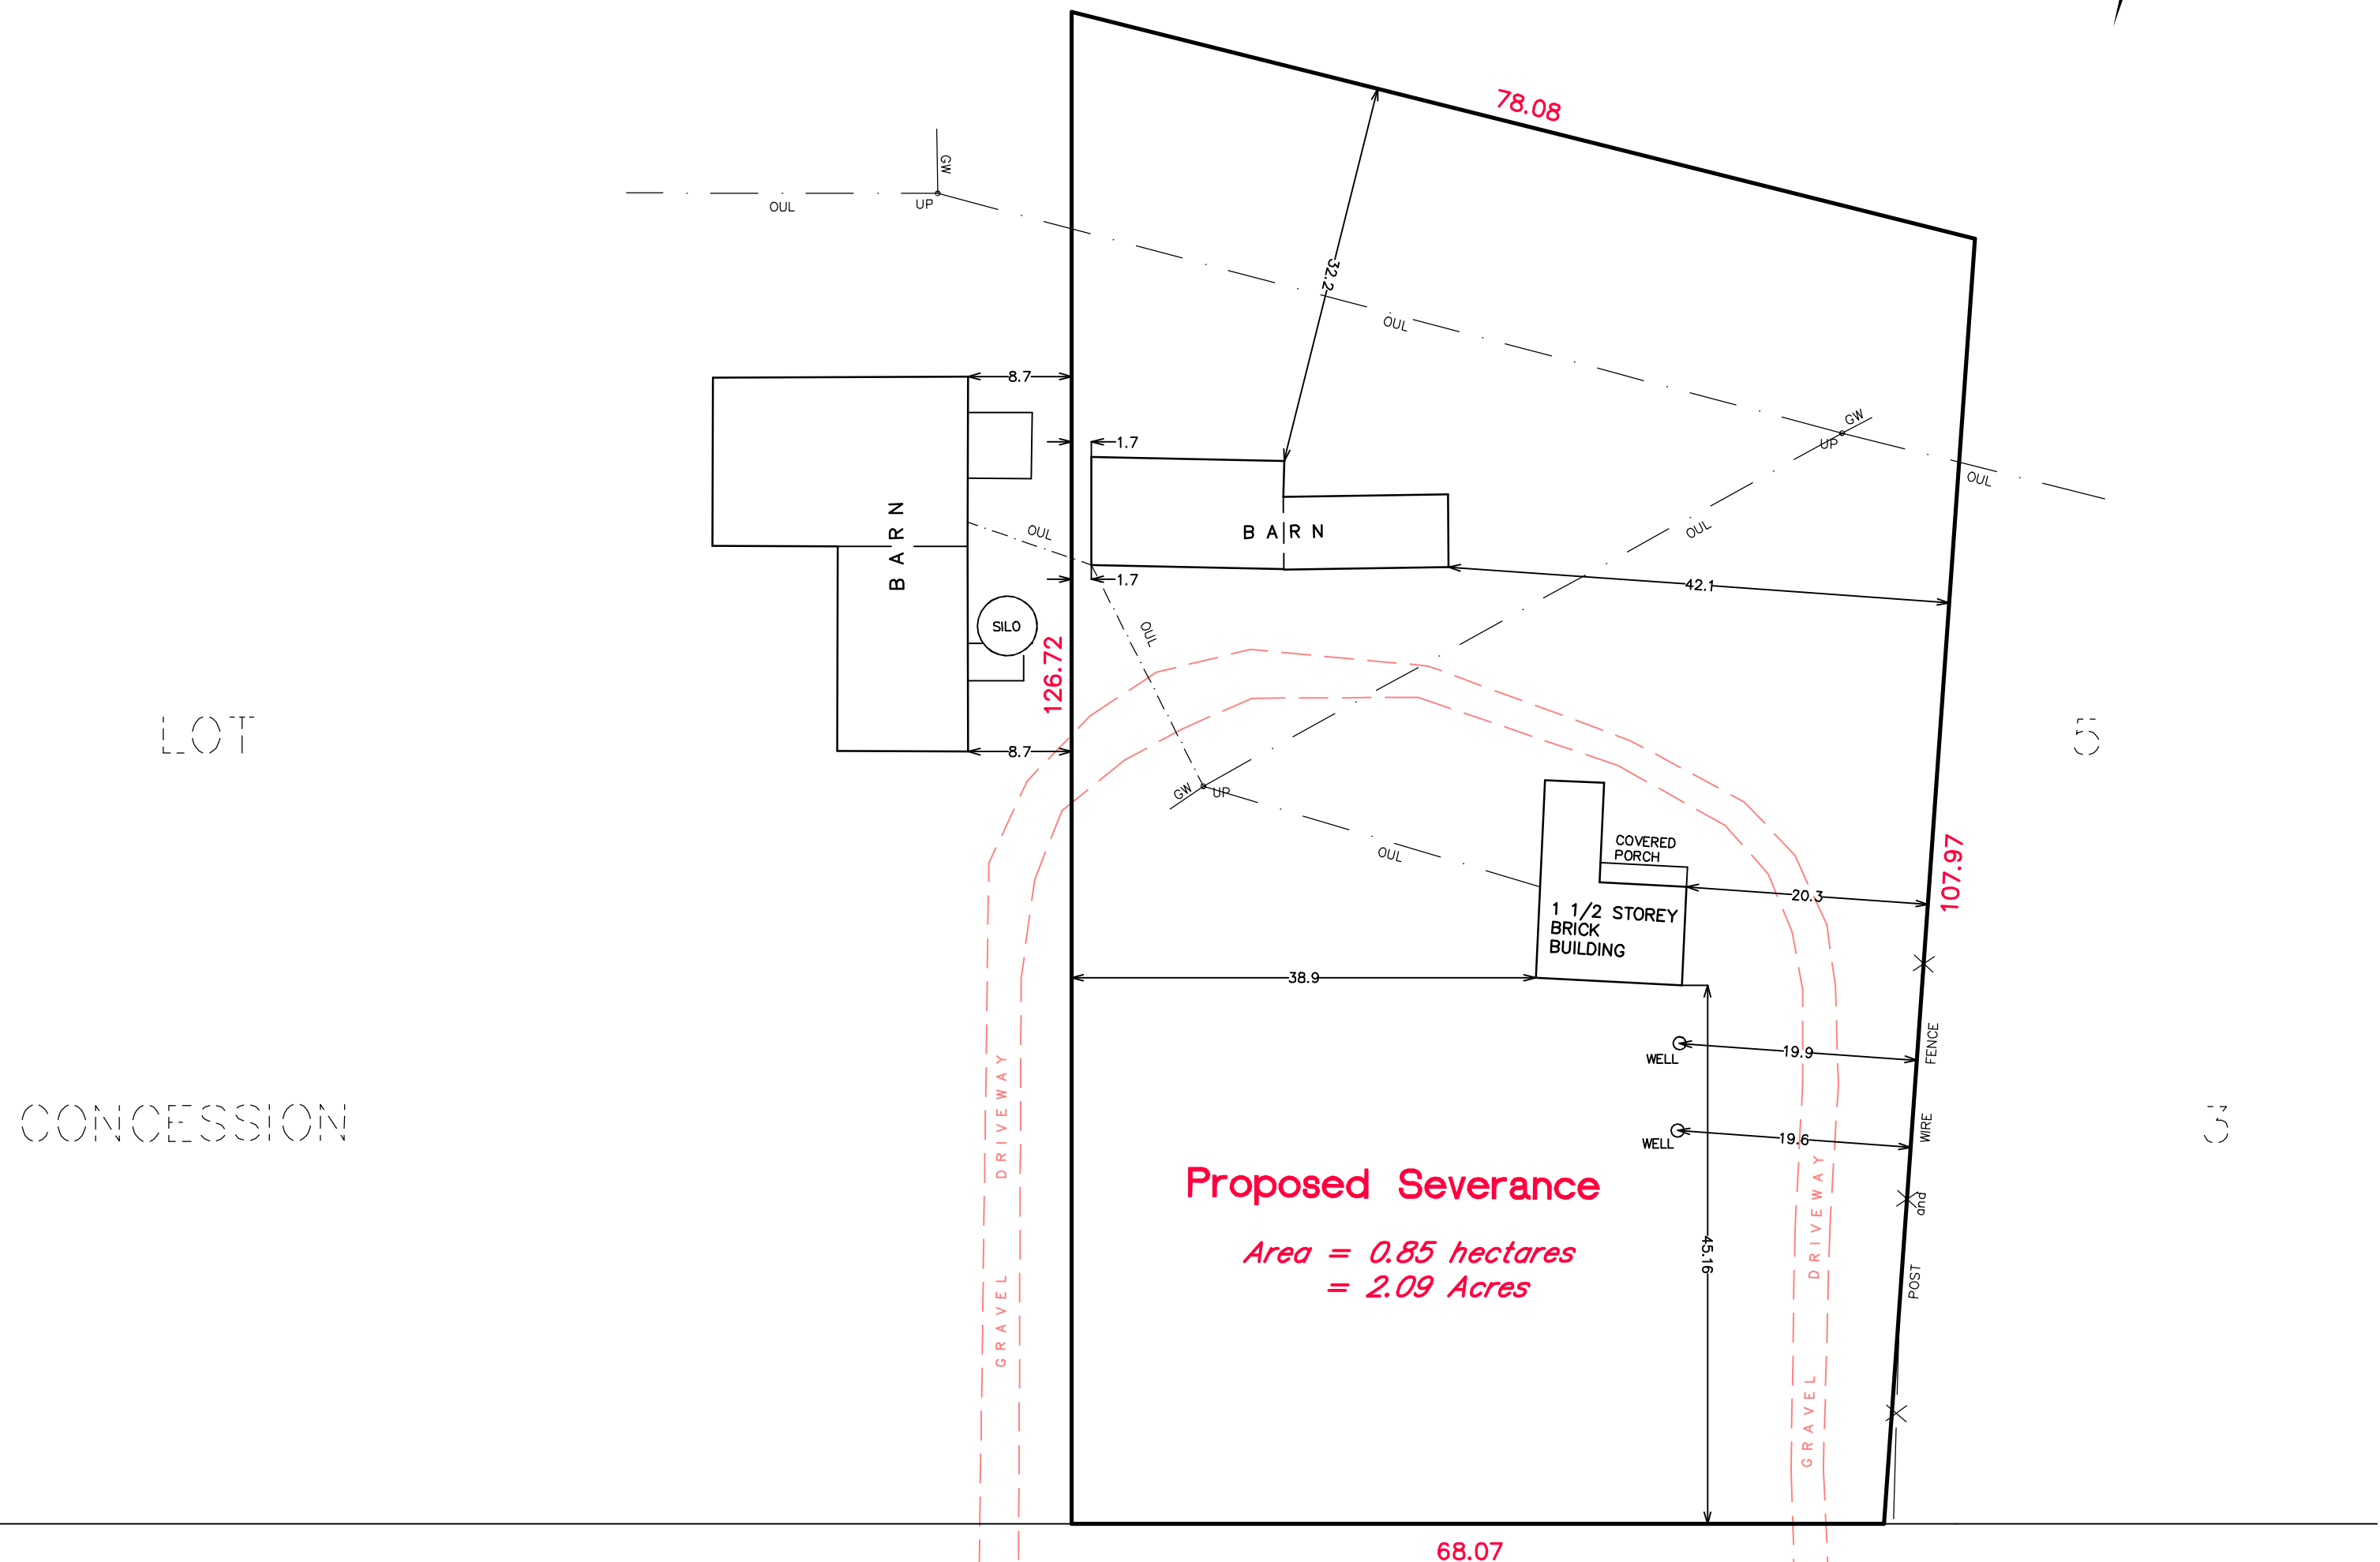 78.08
GW
UP
OUL
32.2
OUL
8.7
GW
UP
1.7
OUL
BARN
BARN
OUL
OUL
1.7
42.1
SILO
OUL
126.72
LOT
5
8.7
GW
UP
OUL
COVERED
PORCH
107.97
20.3
1 1/2 STOREY
BRICK
BUILDING
38.9
FENCE
19.9
WELL
GRAVEL DRIVEWAY
CONCESSION
3
WIRE
19.6
WELL
Proposed Severance
GRAVEL DRIVEWAY
and
45.16
Area = 0.85 hectares
= 2.09 Acres
POST
68.07